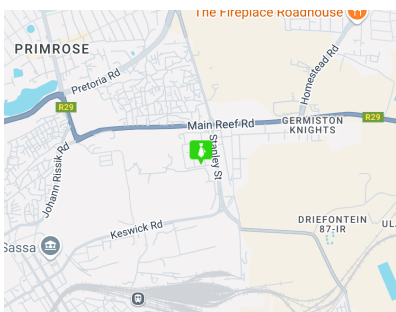 The Fireplace Roadhouse
PRIMROSE
Pretoria Rd
Homestead Rd
R29
R29
Main Reef Rd
GERMISTON
KNIGHTS
Stanley St
Johann Rissik Rd
DRIEFONTEIN
87-IR
ULA
Keswick Rd
Sassa